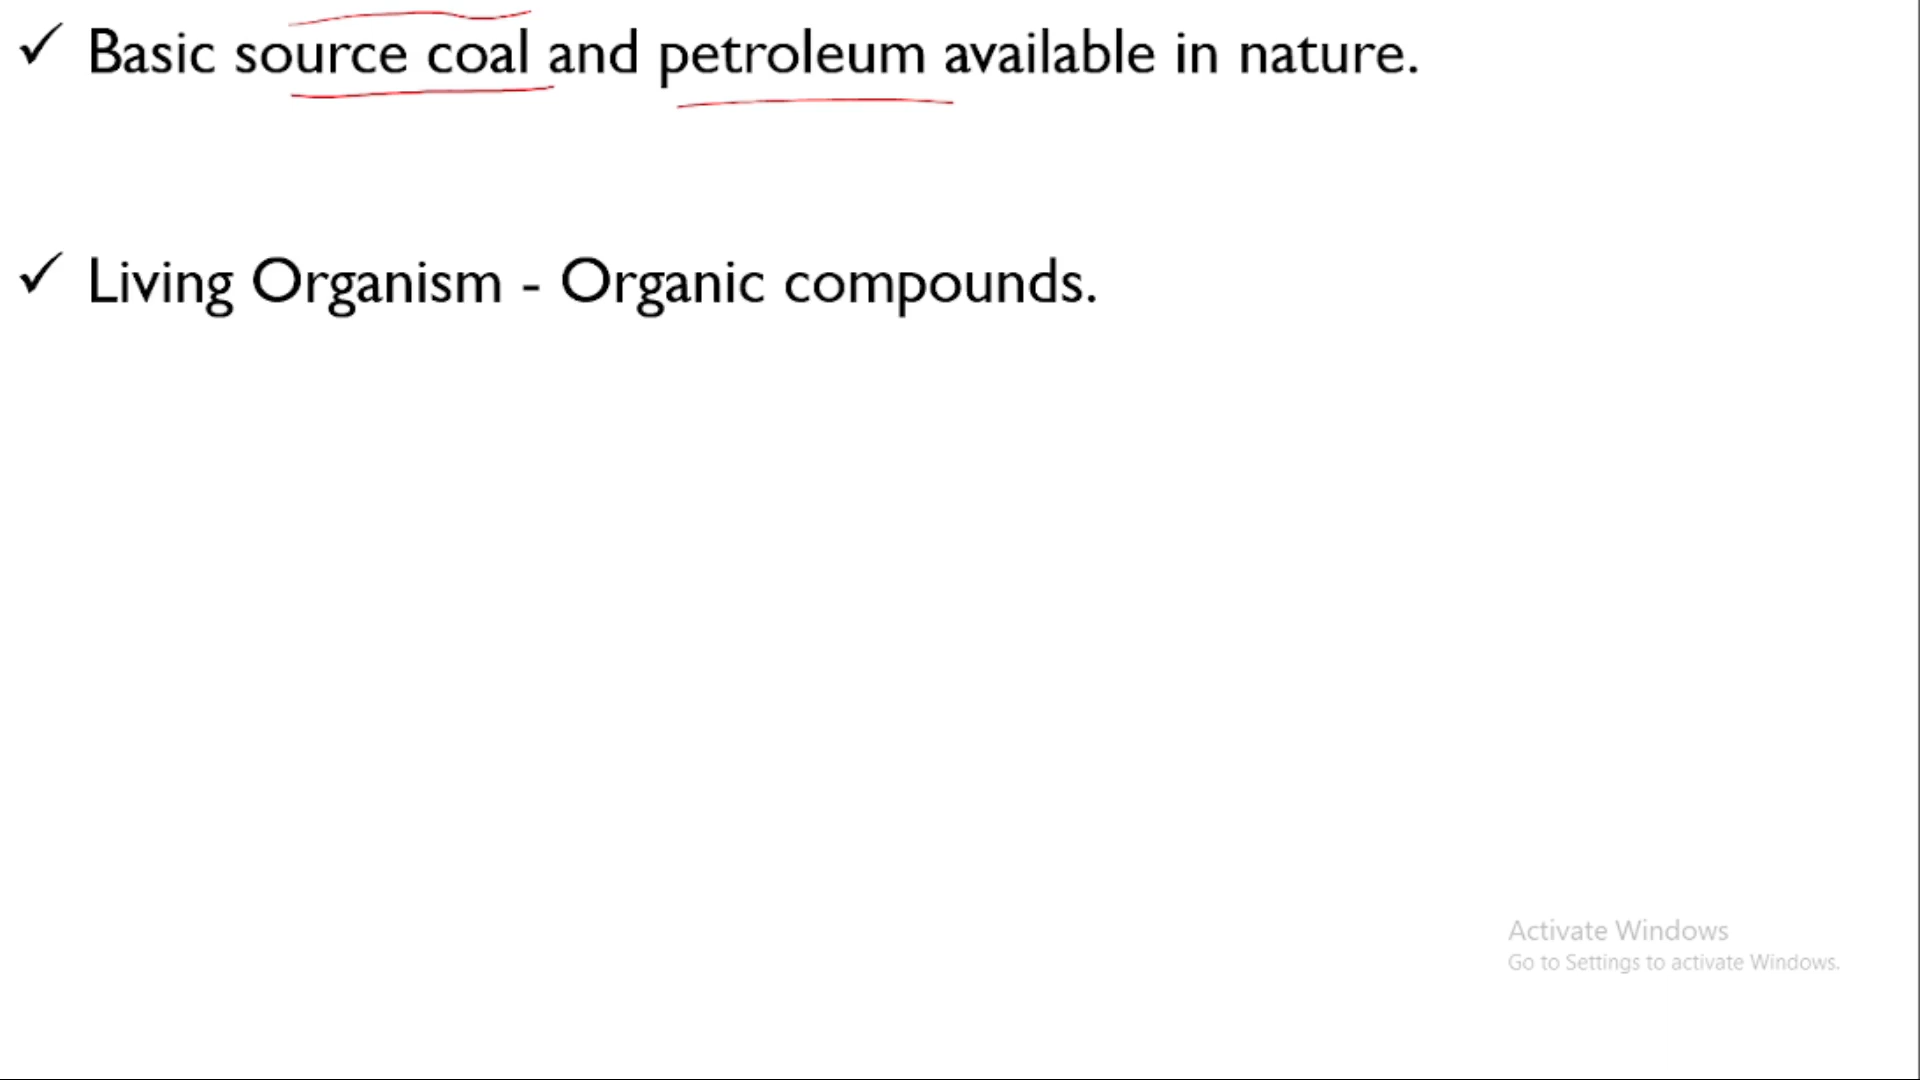 ✓ Basic source coal and petroleum available in nature.
✓ Living Organism - Organic compounds.
Activate Windows
Go to Settings to activate Windows.